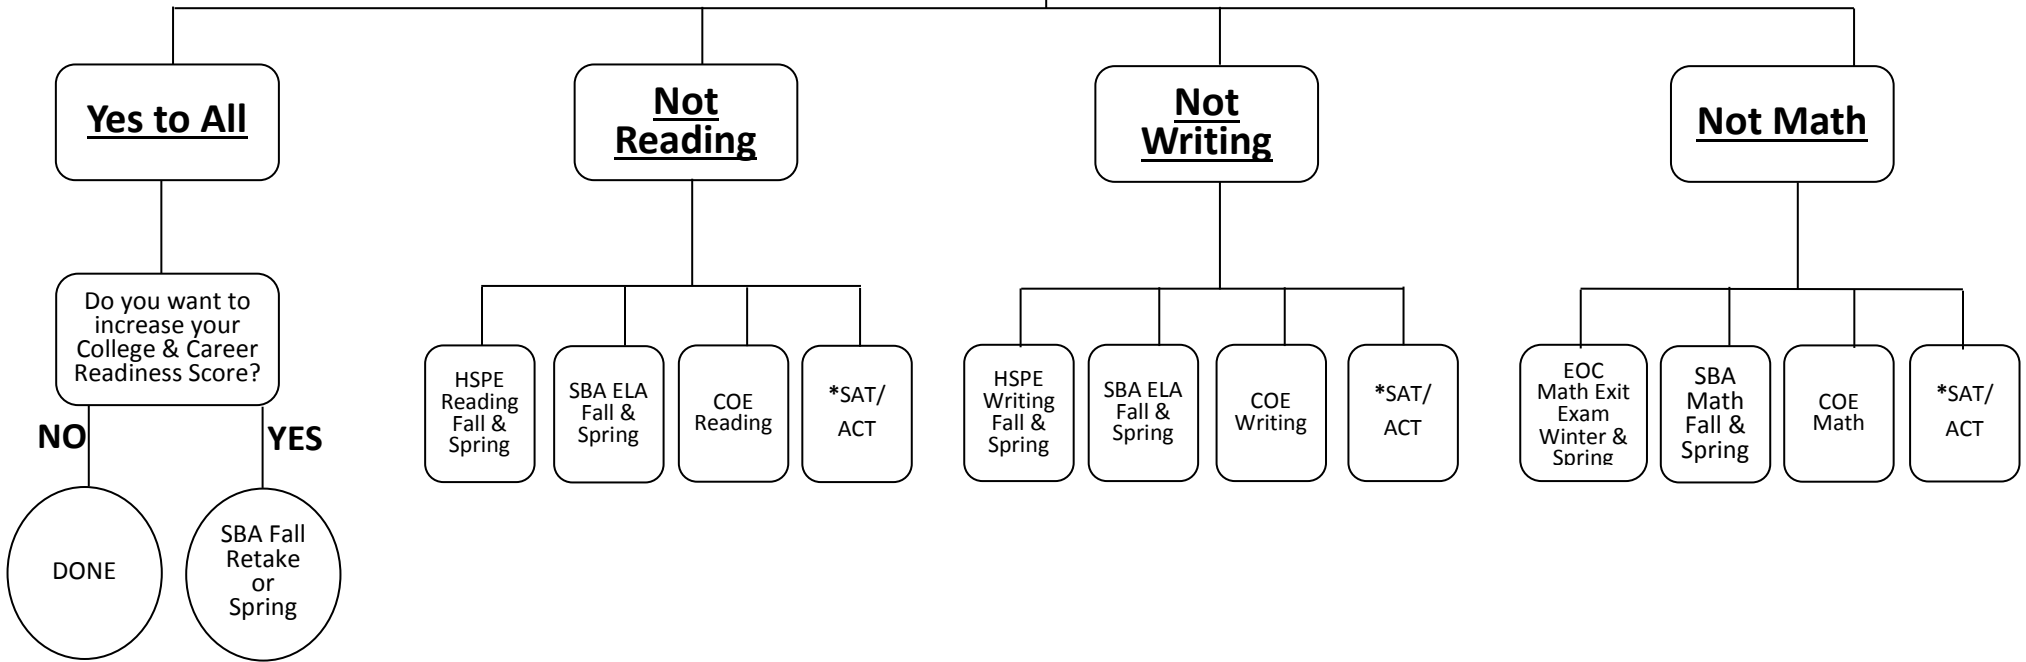 Yes to All
Not
Reading
Not
Writing
Not Math
Do you want to
increase your
College & Career
Readiness Score?
NO
YES
DONE
SBA Fall
Retake
or
Spring
HSPE
Reading
Fall &
Spring
SBA ELA
Fall &
Spring
COE
Reading
*SAT/
ACT
HSPE
Writing
Fall &
Spring
SBA ELA
Fall &
Spring
COE
Writing
*SAT/
ACT
EOC
Math Exit
Exam
Winter &
Spring
SBA
Math
Fall &
Spring
COE
Math
*SAT/
ACT